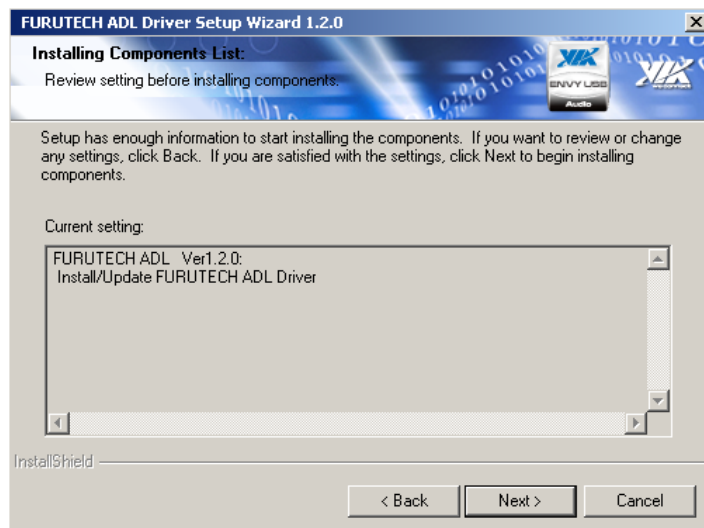 FURUTECH ADL Driver Setup Wizard 1.2.0
Installing Components List:
Review setting before installing components.
VIA
ENVY USB
Audio
VIA
we connect
Setup has enough information to start installing the components.  If you want to review or change
any settings, click Back.  If you are satisfied with the settings, click Next to begin installing
components.
Current setting:
FURUTECH ADL   Ver1.2.0:
Install/Update FURUTECH ADL Driver
InstallShield
< Back
Next >
Cancel